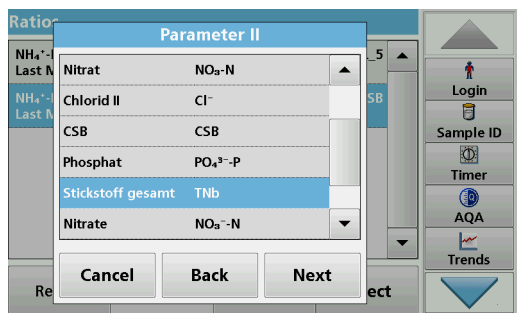 Ratios
Parameter II
NH₄⁺-N
Last M
_5
NH₄⁺-N
Last M
SB
Nitrat NO₃-N
Chlorid II Cl⁻
CSB CSB
Phosphat PO₄³⁻-P
Stickstoff gesamt TNb
Nitrate NO₃⁻-N
Cancel Back Next
Re
ect
Login
Sample ID
Timer
AQA
Trends